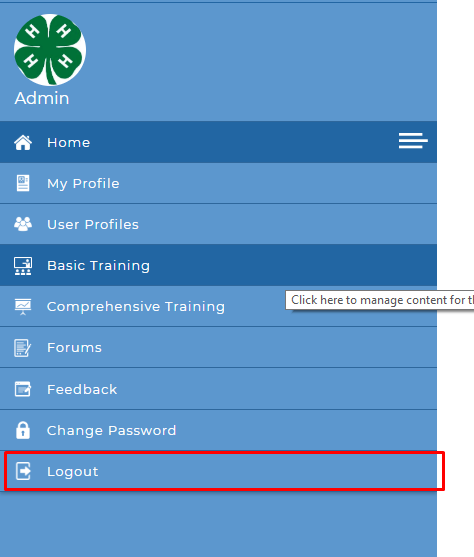 H H
H H
Admin
Home
My Profile
User Profiles
Basic Training
Click here to manage content for th
Comprehensive Training
Forums
Feedback
Change Password
Logout